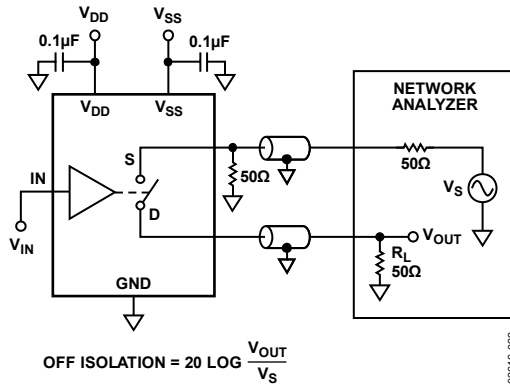 VDD
VSS
0.1µF
0.1µF
VDD
VSS
NETWORK
ANALYZER
S
50Ω
50Ω
VS
IN
D
VIN
VOUT
RL
50Ω
GND
OFF ISOLATION = 20 LOG VOUT
VS